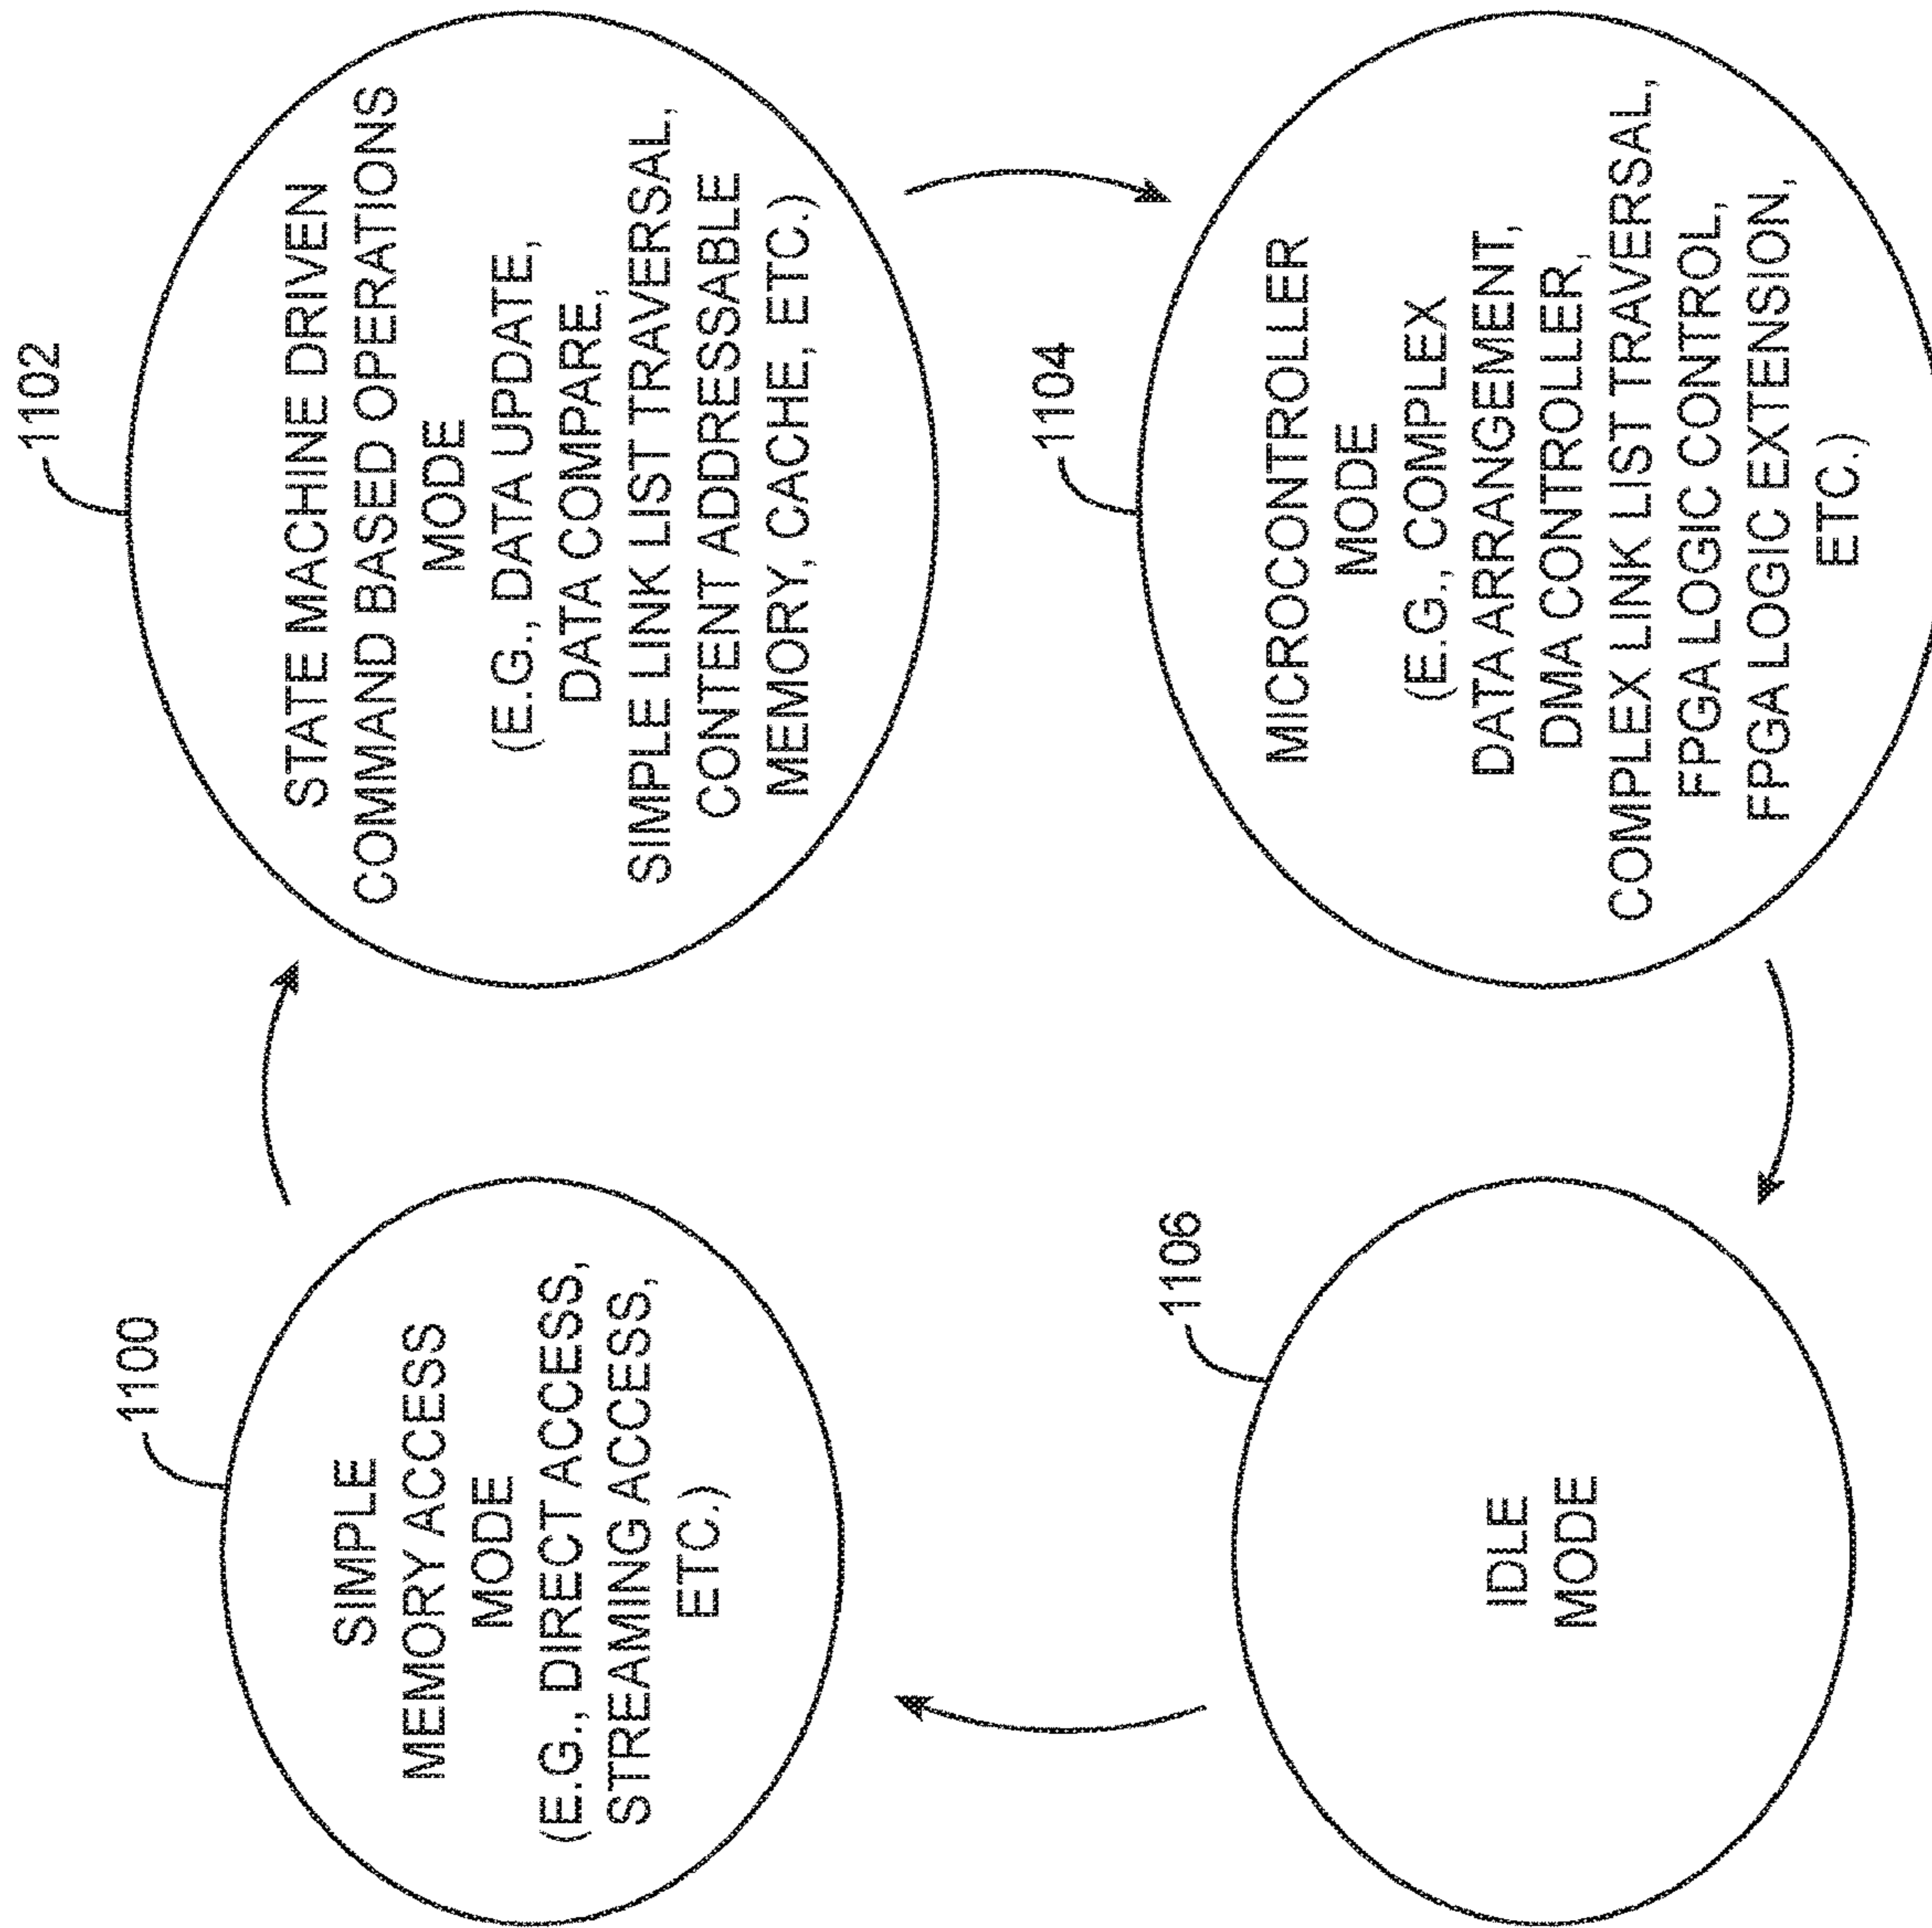 1100
SIMPLE
MEMORY ACCESS
MODE
(E.G., DIRECT ACCESS,
STREAMING ACCESS,
ETC.)
1102
STATE MACHINE DRIVEN
COMMAND BASED OPERATIONS
MODE
(E.G., DATA UPDATE,
DATA COMPARE,
SIMPLE LINK LIST TRAVERSAL,
CONTENT ADDRESSABLE
MEMORY, CACHE, ETC.)
1106
IDLE
MODE
1104
MICROCONTROLLER
MODE
(E.G., COMPLEX
DATA ARRANGEMENT,
DMA CONTROLLER,
COMPLEX LINK LIST TRAVERSAL,
FPGA LOGIC CONTROL,
FPGA LOGIC EXTENSION,
ETC.)